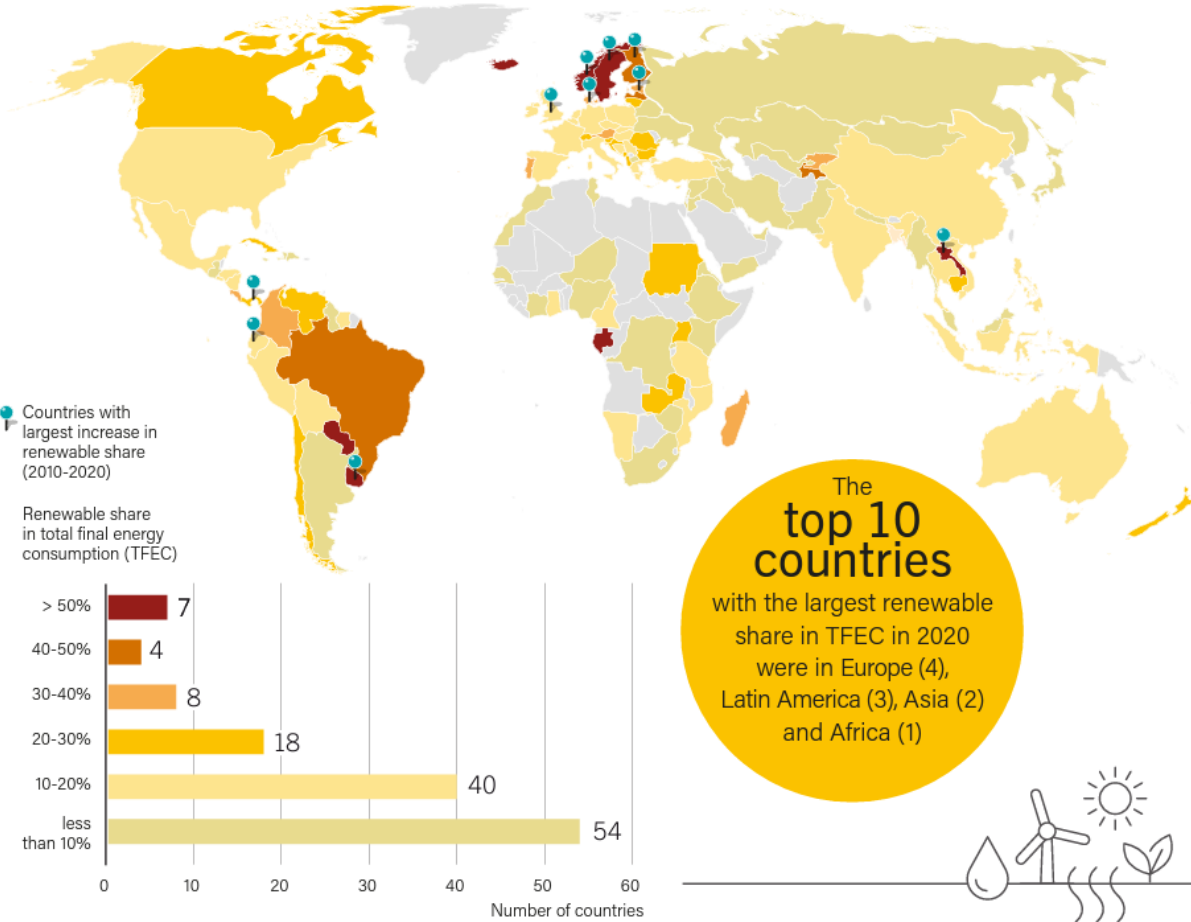 Countries with
largest increase in
renewable share
(2010-2020)
Renewable share
in total final energy
consumption (TFEC)
> 50%
7
40-50%
4
30-40%
8
20-30%
18
10-20%
40
less
than 10%
54
0 10 20 30 40 50 60
Number of countries
The
top 10
countries
with the largest renewable
share in TFEC in 2020
were in Europe (4),
Latin America (3), Asia (2)
and Africa (1)